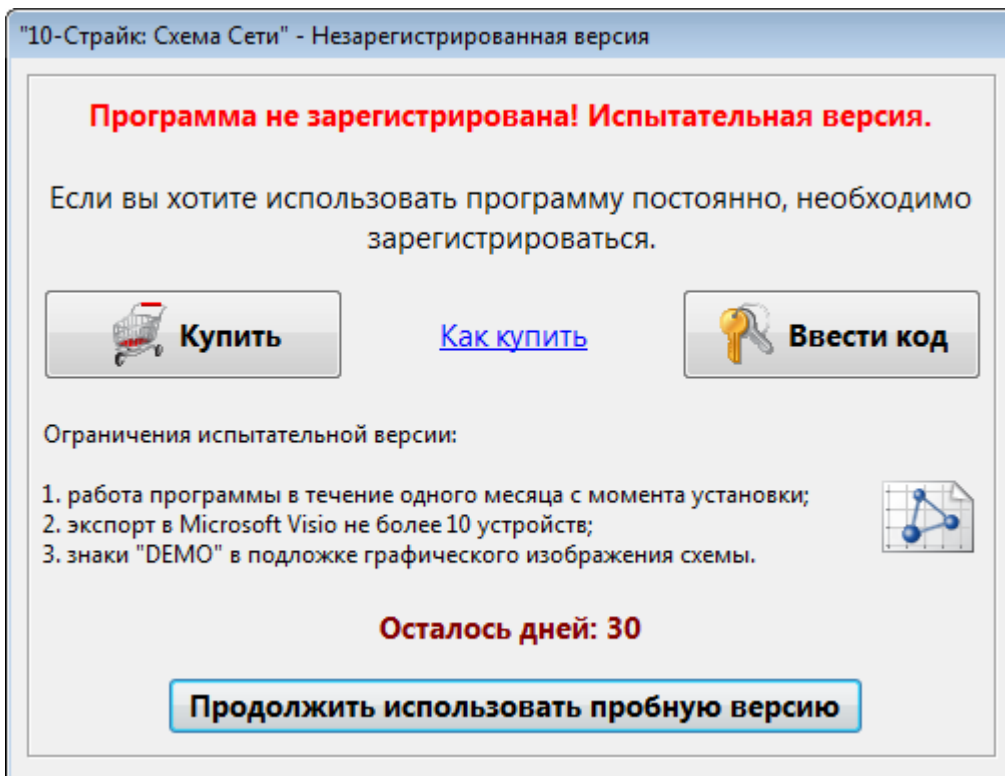 "10-Страйк: Схема Сети" - Незарегистрированная версия
Программа не зарегистрирована! Испытательная версия.
Если вы хотите использовать программу постоянно, необходимо
зарегистрироваться.
Купить
Как купить
Ввести код
Ограничения испытательной версии:
1. работа программы в течение одного месяца с момента установки;
2. экспорт в Microsoft Visio не более 10 устройств;
3. знаки "DEMO" в подложке графического изображения схемы.
Осталось дней: 30
Продолжить использовать пробную версию